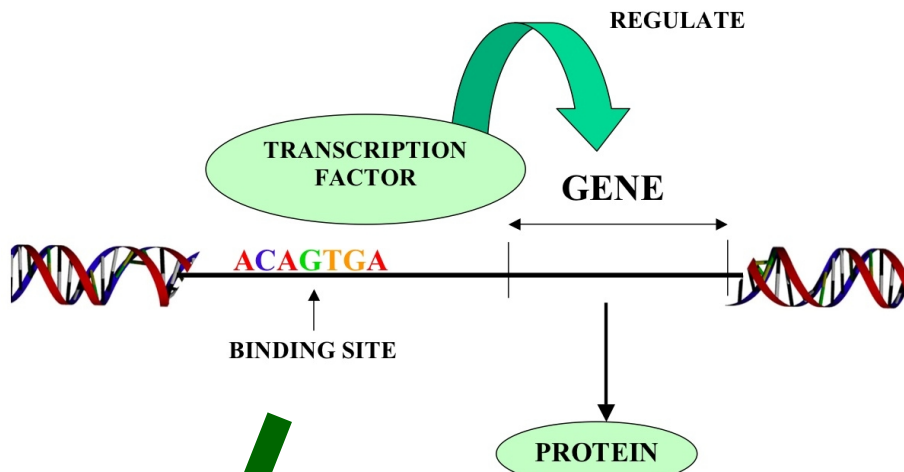 REGULATE
TRANSCRIPTION
FACTOR
GENE
ACAGTGA
BINDING SITE
PROTEIN